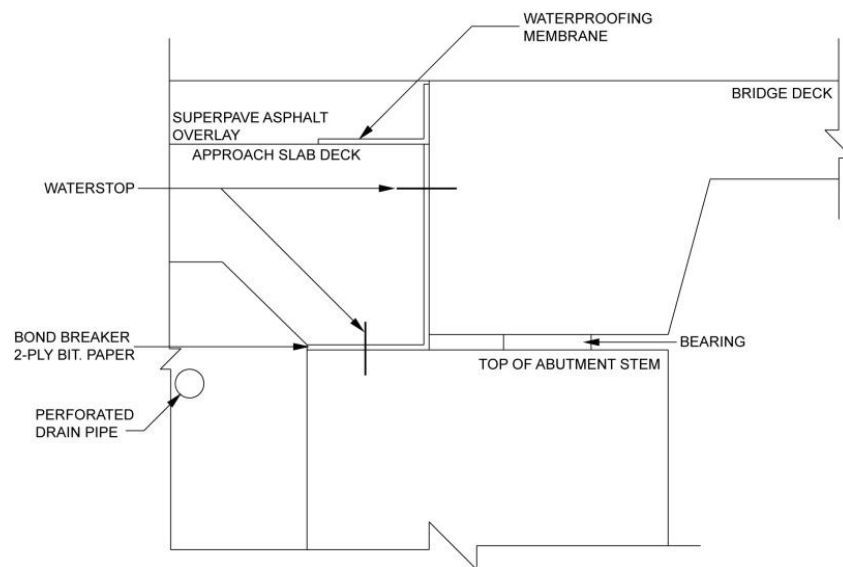 WATERPROOFING
MEMBRANE
BRIDGE DECK
SUPERPAVE ASPHALT
OVERLAY
APPROACH SLAB DECK
WATERSTOP
BOND BREAKER
2-PLY BIT. PAPER
BEARING
TOP OF ABUTMENT STEM
PERFORATED
DRAIN PIPE